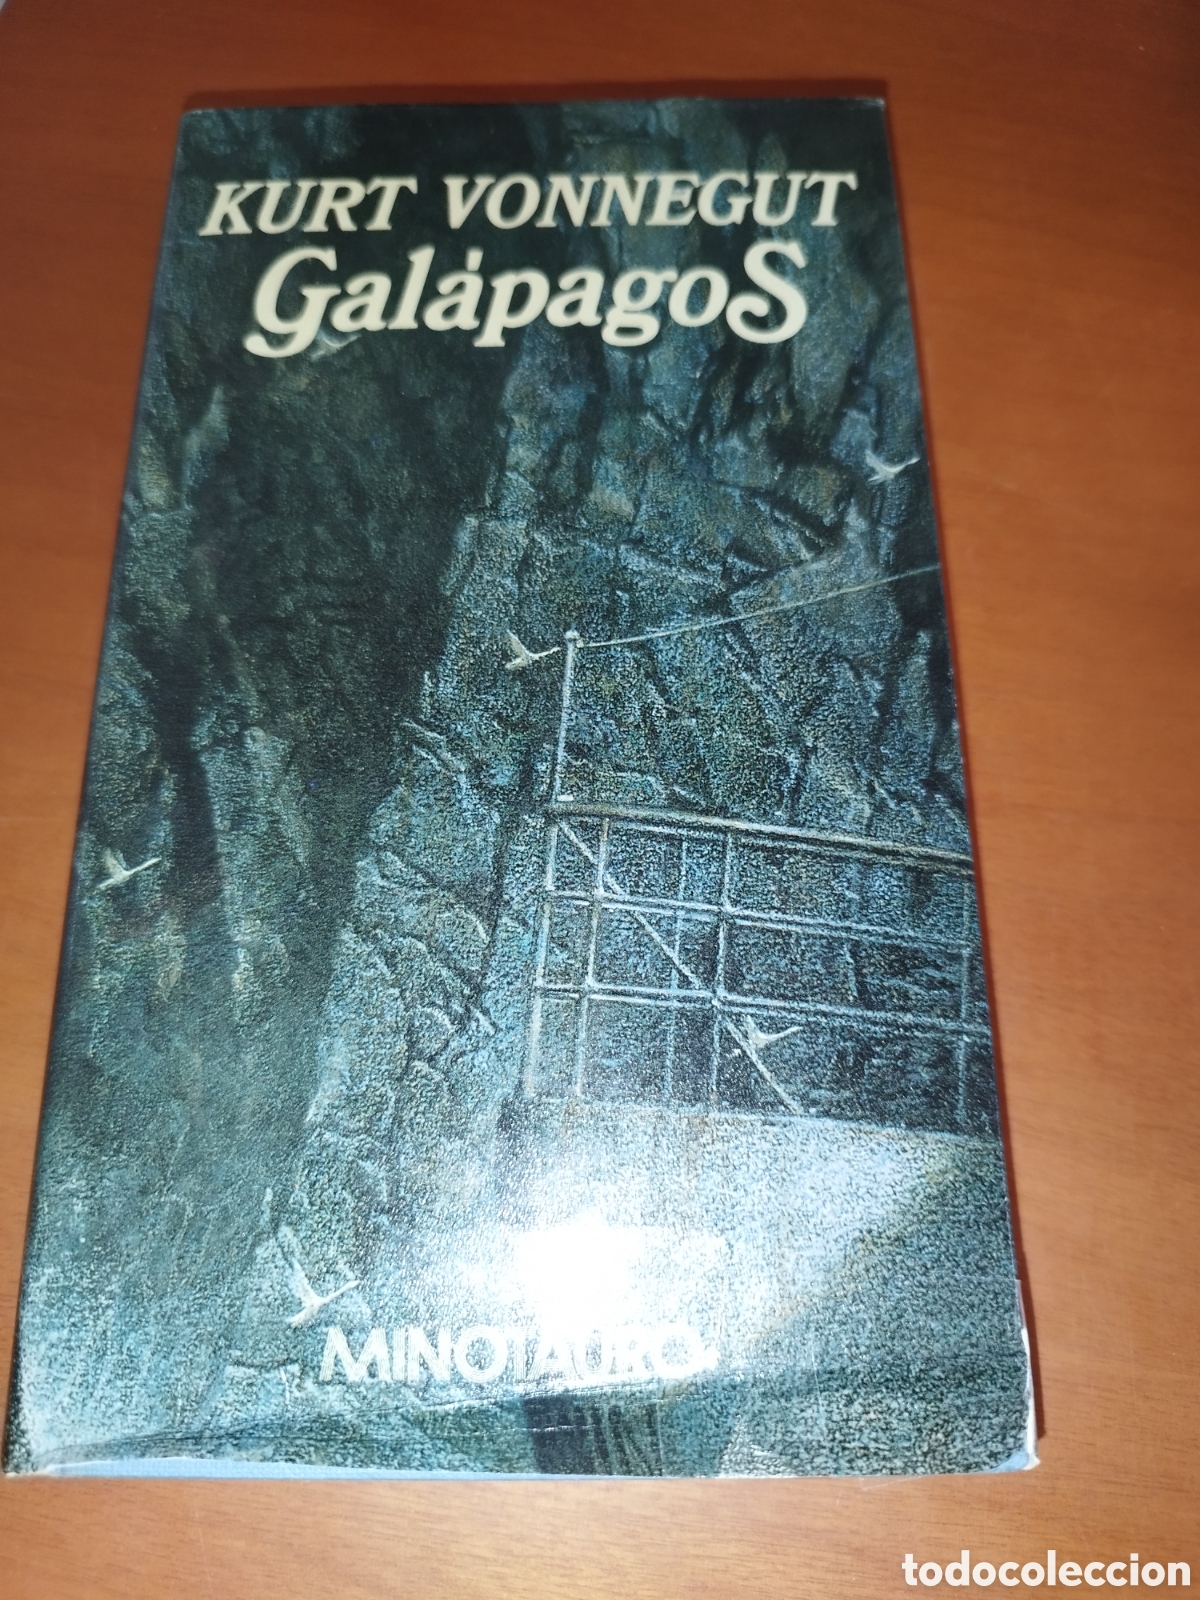 KURT VONNEGUT
Galápagos
MINOTAURO
todocoleccion